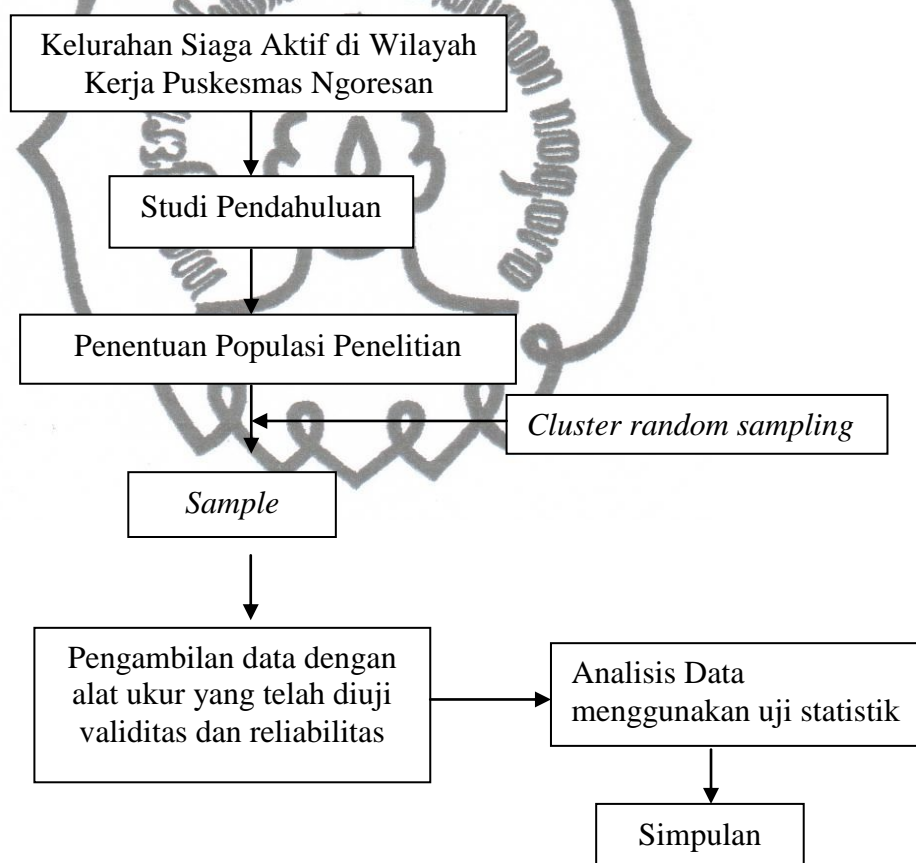 Kelurahan Siaga Aktif di Wilayah
Kerja Puskesmas Ngoresan
Studi Pendahuluan
Penentuan Populasi Penelitian
Cluster random sampling
Sample
Pengambilan data dengan
alat ukur yang telah diuji
validitas dan reliabilitas
Analisis Data
menggunakan uji statistik
Simpulan